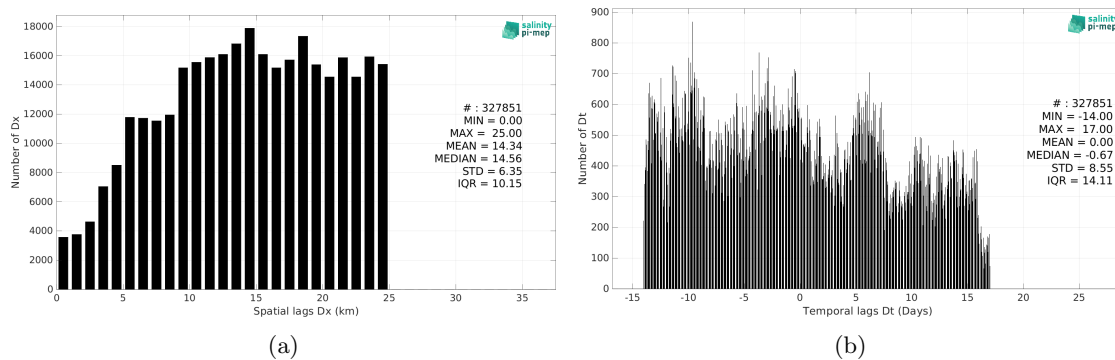 18000
16000
14000
12000
10000
8000
6000
4000
2000
0
Number of Dx
0 5 10 15 20 25 30 35
Spatial lags Dx (km)
salinity
pi-mep
# : 327851
MIN = 0.00
MAX = 25.00
MEAN = 14.34
MEDIAN = 14.56
STD = 6.35
IQR = 10.15
(a)
900
800
700
600
500
400
300
200
100
0
Number of Dt
-15 -10 -5 0 5 10 15 20 25
Temporal lags Dt (Days)
salinity
pi-mep
# : 327851
MIN = -14.00
MAX = 17.00
MEAN = 0.00
MEDIAN = -0.67
STD = 8.55
IQR = 14.11
(b)